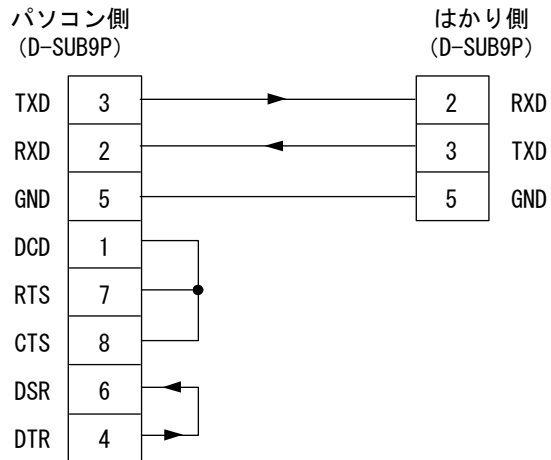 パソコン側 はかり側
(D-SUB9P) (D-SUB9P)
TXD 3 2 RXD
RXD 2 3 TXD
GND 5 5 GND
DCD 1
RTS 7
CTS 8
DSR 6
DTR 4